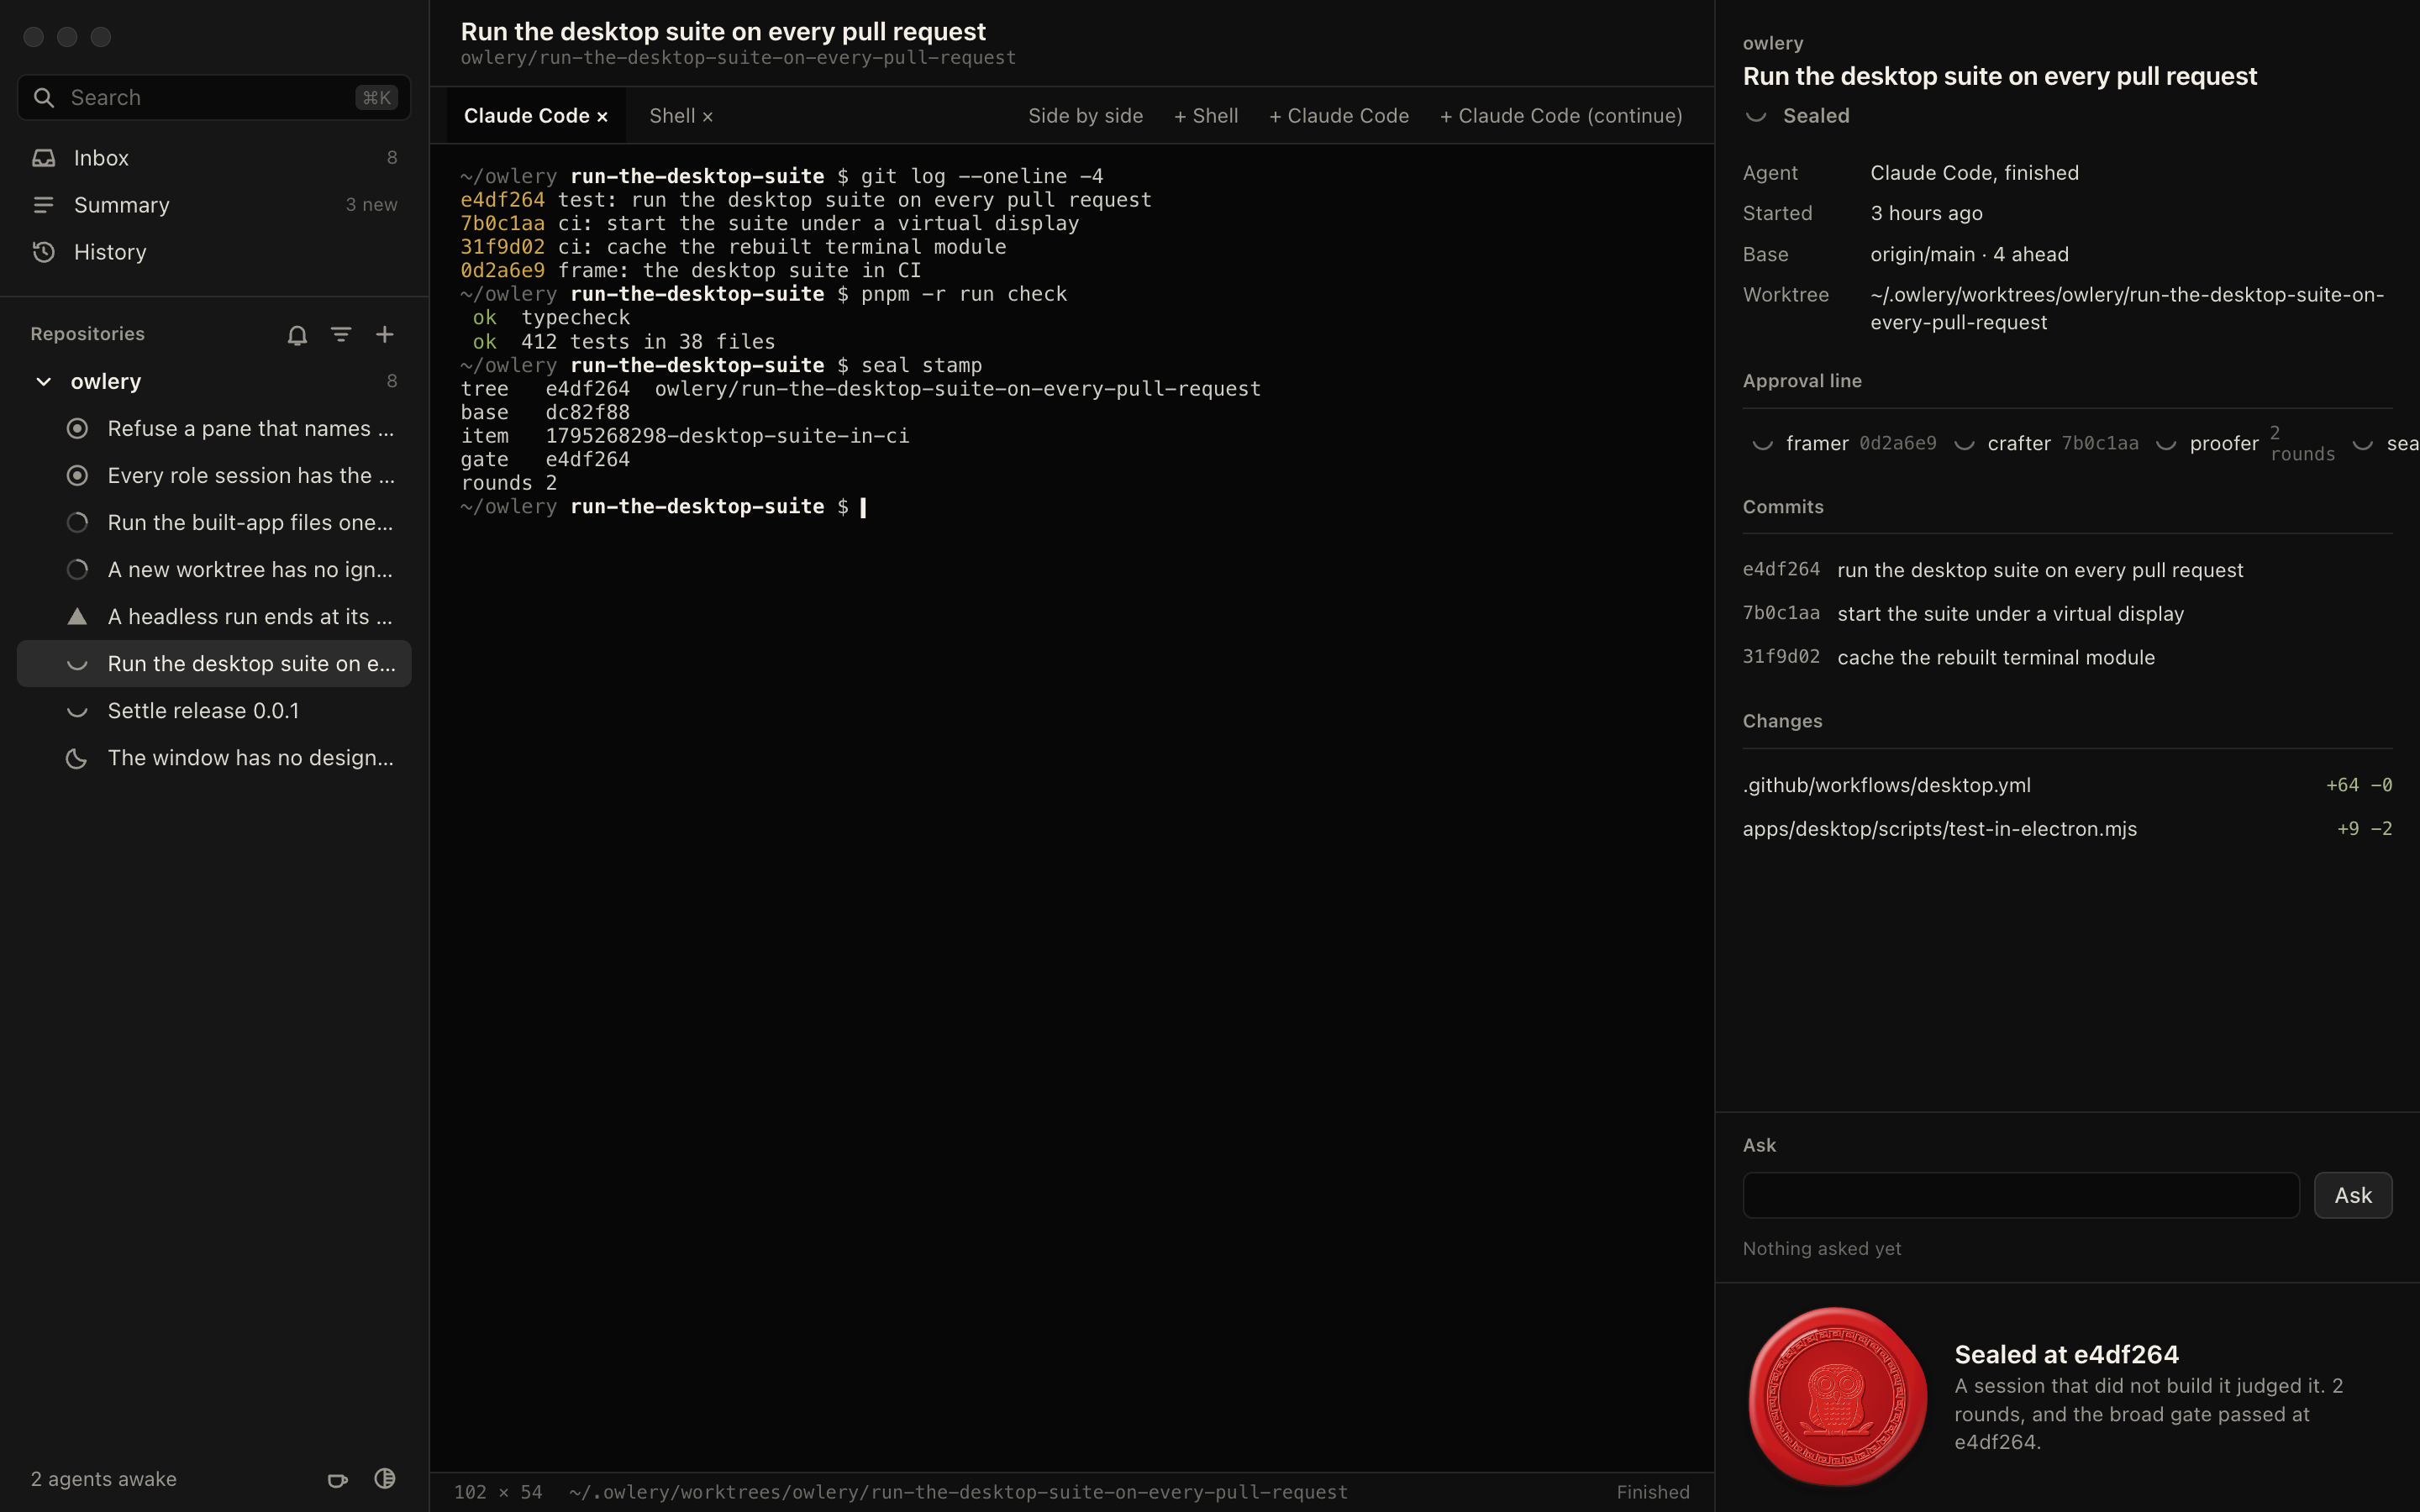 Search ⌘K
Inbox 8
Summary 3 new
History
Repositories
owlery 8
Refuse a pane that names ...
Every role session has the ...
Run the built-app files one...
A new worktree has no ign...
A headless run ends at its ...
Run the desktop suite on e...
Settle release 0.0.1
The window has no design...
2 agents awake
Run the desktop suite on every pull request
owlery/run-the-desktop-suite-on-every-pull-request
Claude Code × Shell × Side by side + Shell + Claude Code + Claude Code (continue)
~/owlery run-the-desktop-suite $ git log --oneline -4
e4df264 test: run the desktop suite on every pull request
7b0c1aa ci: start the suite under a virtual display
31f9d02 ci: cache the rebuilt terminal module
0d2a6e9 frame: the desktop suite in CI
~/owlery run-the-desktop-suite $ pnpm -r run check
ok typecheck
ok 412 tests in 38 files
~/owlery run-the-desktop-suite $ seal stamp
tree e4df264 owlery/run-the-desktop-suite-on-every-pull-request
base dc82f88
item 1795268298-desktop-suite-in-ci
gate e4df264
rounds 2
~/owlery run-the-desktop-suite $
102 × 54 ~/.owlery/worktrees/owlery/run-the-desktop-suite-on-every-pull-request Finished
owlery
Run the desktop suite on every pull request
Sealed
Agent Claude Code, finished
Started 3 hours ago
Base origin/main · 4 ahead
Worktree ~/.owlery/worktrees/owlery/run-the-desktop-suite-on-
every-pull-request
Approval line
framer 0d2a6e9 crafter 7b0c1aa proofer 2 rounds sea
Commits
e4df264 run the desktop suite on every pull request
7b0c1aa start the suite under a virtual display
31f9d02 cache the rebuilt terminal module
Changes
.github/workflows/desktop.yml +64 −0
apps/desktop/scripts/test-in-electron.mjs +9 −2
Ask
Ask
Nothing asked yet
Sealed at e4df264
A session that did not build it judged it. 2
rounds, and the broad gate passed at
e4df264.